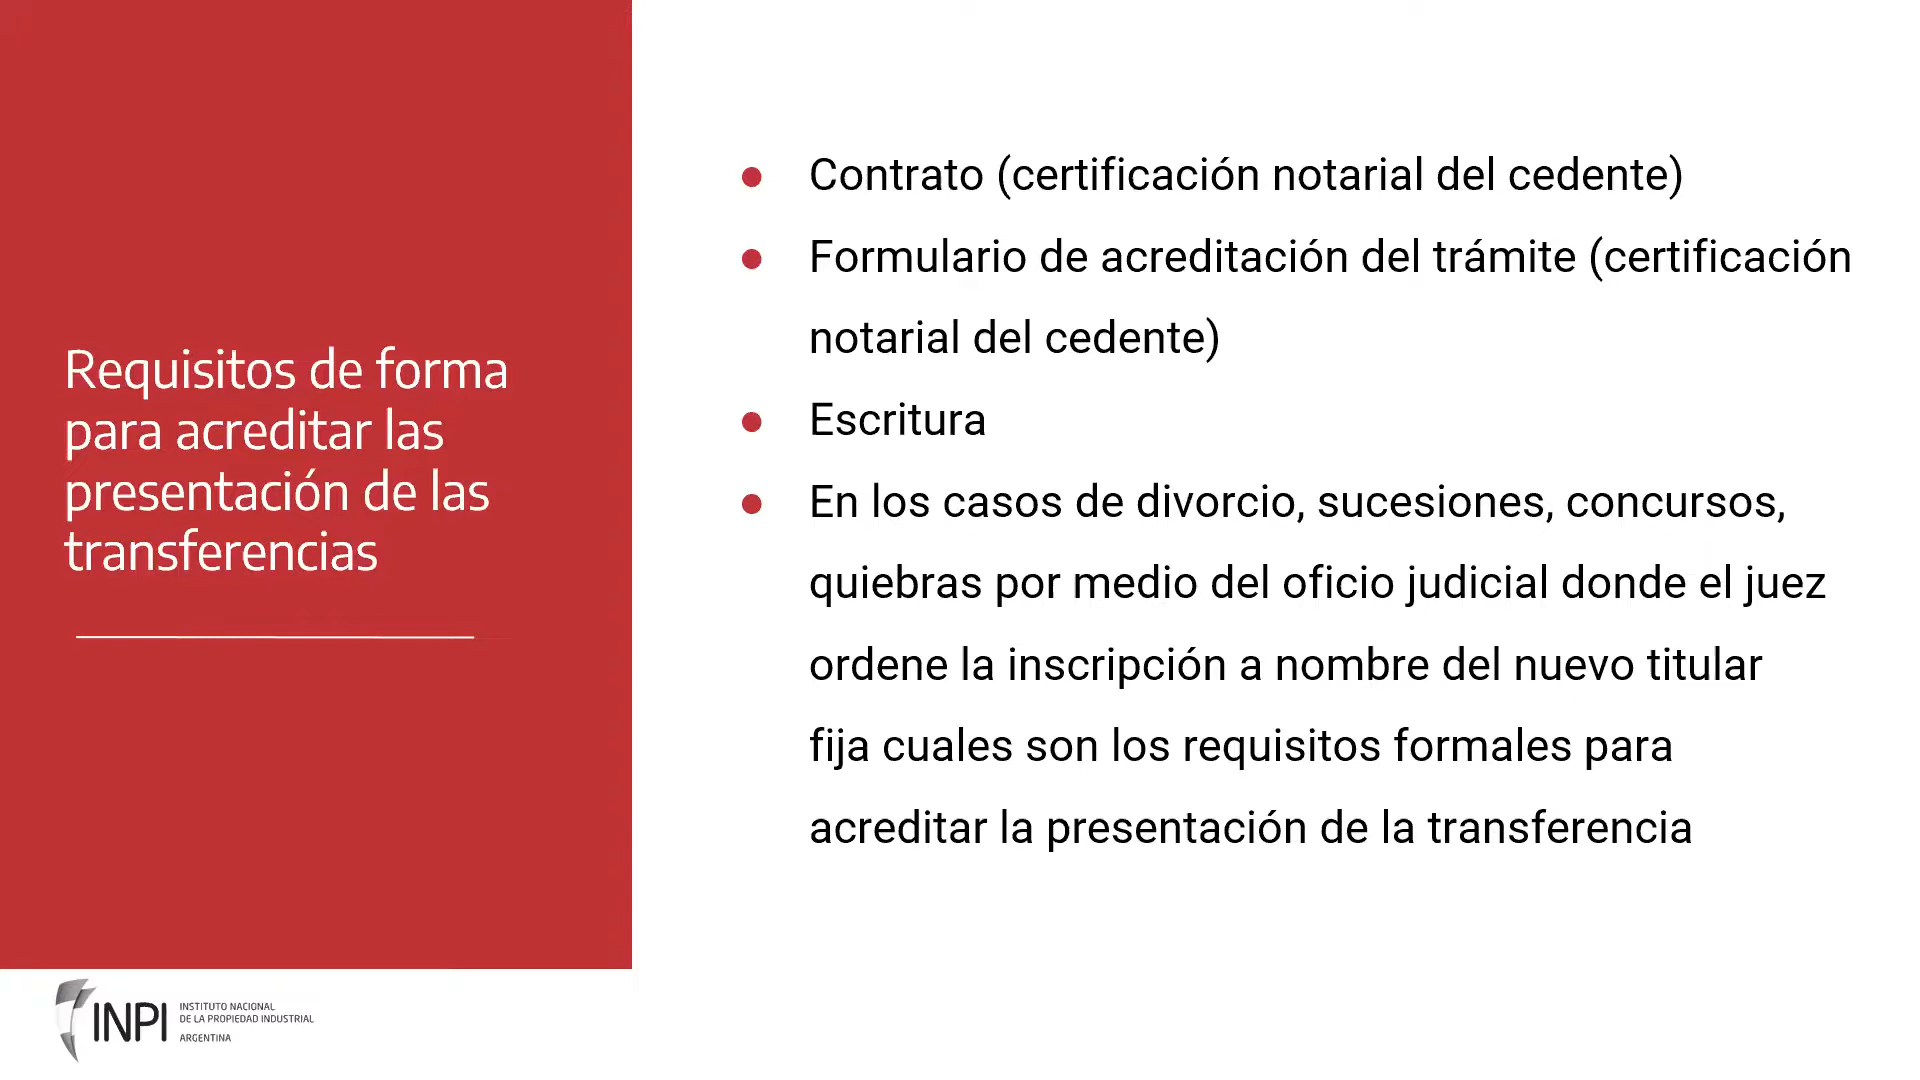 Requisitos de forma
para acreditar las
presentación de las
transferencias
● Contrato (certificación notarial del cedente)
● Formulario de acreditación del trámite (certificación
notarial del cedente)
● Escritura
● En los casos de divorcio, sucesiones, concursos,
quiebras por medio del oficio judicial donde el juez
ordene la inscripción a nombre del nuevo titular
fija cuales son los requisitos formales para
acreditar la presentación de la transferencia
INPI
INSTITUTO NACIONAL
DE LA PROPIEDAD INDUSTRIAL
ARGENTINA